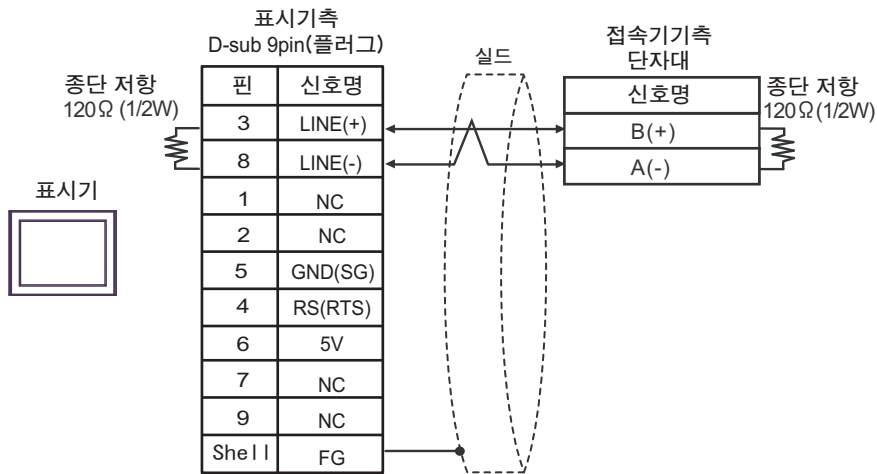 표시기측
D-sub 9pin(플러그)
종단 저항
120Ω (1/2W)
표시기
핀 신호명
3 LINE(+)
8 LINE(-)
1 NC
2 NC
5 GND(SG)
4 RS(RTS)
6 5V
7 NC
9 NC
Shell FG
실드
접속기기측
단자대
신호명
B(+)
A(-)
종단 저항
120Ω(1/2W)